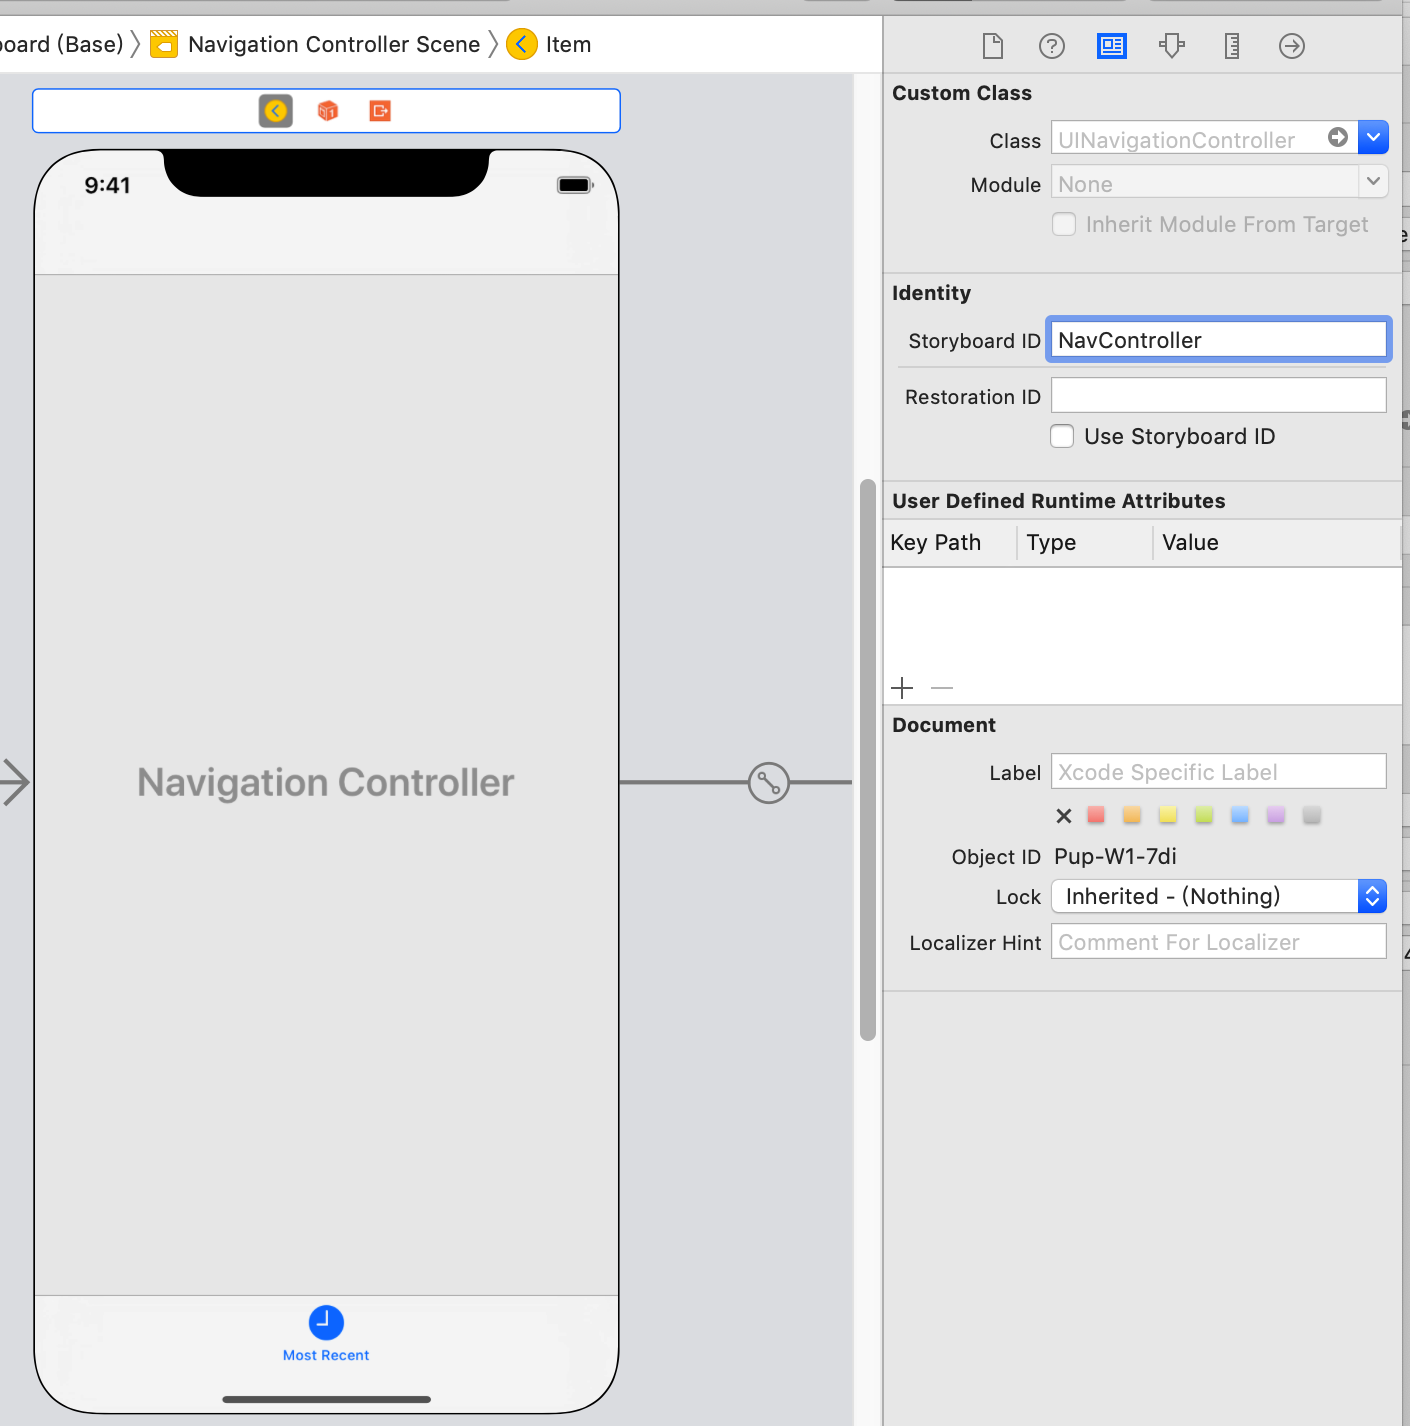 oard (Base) 〉 Navigation Controller Scene 〉 Item
9:41
Navigation Controller
Most Recent
Custom Class
Class UINavigationController
Module None
Inherit Module From Target
Identity
Storyboard ID NavController
Restoration ID
Use Storyboard ID
User Defined Runtime Attributes
Key Path Type Value
Document
Label Xcode Specific Label
Object ID Pup-W1-7di
Lock Inherited - (Nothing)
Localizer Hint Comment For Localizer